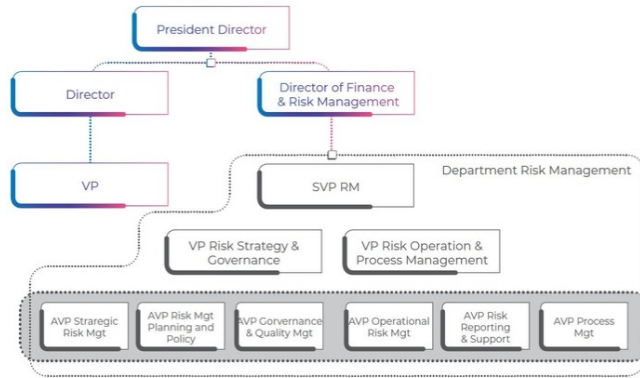 President Director
Director
Director of Finance
& Risk Management
VP
SVP RM
Department Risk Management
VP Risk Strategy &
Governance
VP Risk Operation &
Process Management
AVP Straregic
Risk Mgt
AVP Risk Mgt
Planning and
Policy
AVP Gorvernance
& Quality Mgt
AVP Operational
Risk Mgt
AVP Risk
Reporting
& Support
AVP Process
Mgt